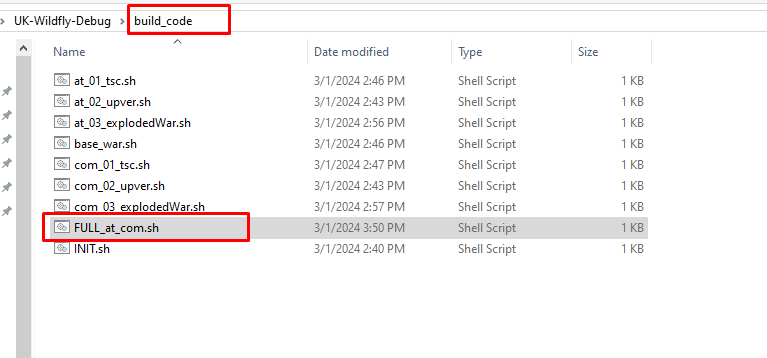 UK-Wildfly-Debug > build_code
Name Date modified Type Size
at_01_tsc.sh 3/1/2024 2:46 PM Shell Script 1 KB
at_02_upver.sh 3/1/2024 2:43 PM Shell Script 1 KB
at_03_explodedWar.sh 3/1/2024 2:56 PM Shell Script 1 KB
base_war.sh 3/1/2024 2:46 PM Shell Script 1 KB
com_01_tsc.sh 3/1/2024 2:47 PM Shell Script 1 KB
com_02_upver.sh 3/1/2024 2:43 PM Shell Script 1 KB
com_03_explodedWar.sh 3/1/2024 2:57 PM Shell Script 1 KB
FULL_at_com.sh 3/1/2024 3:50 PM Shell Script 1 KB
INIT.sh 3/1/2024 2:40 PM Shell Script 1 KB